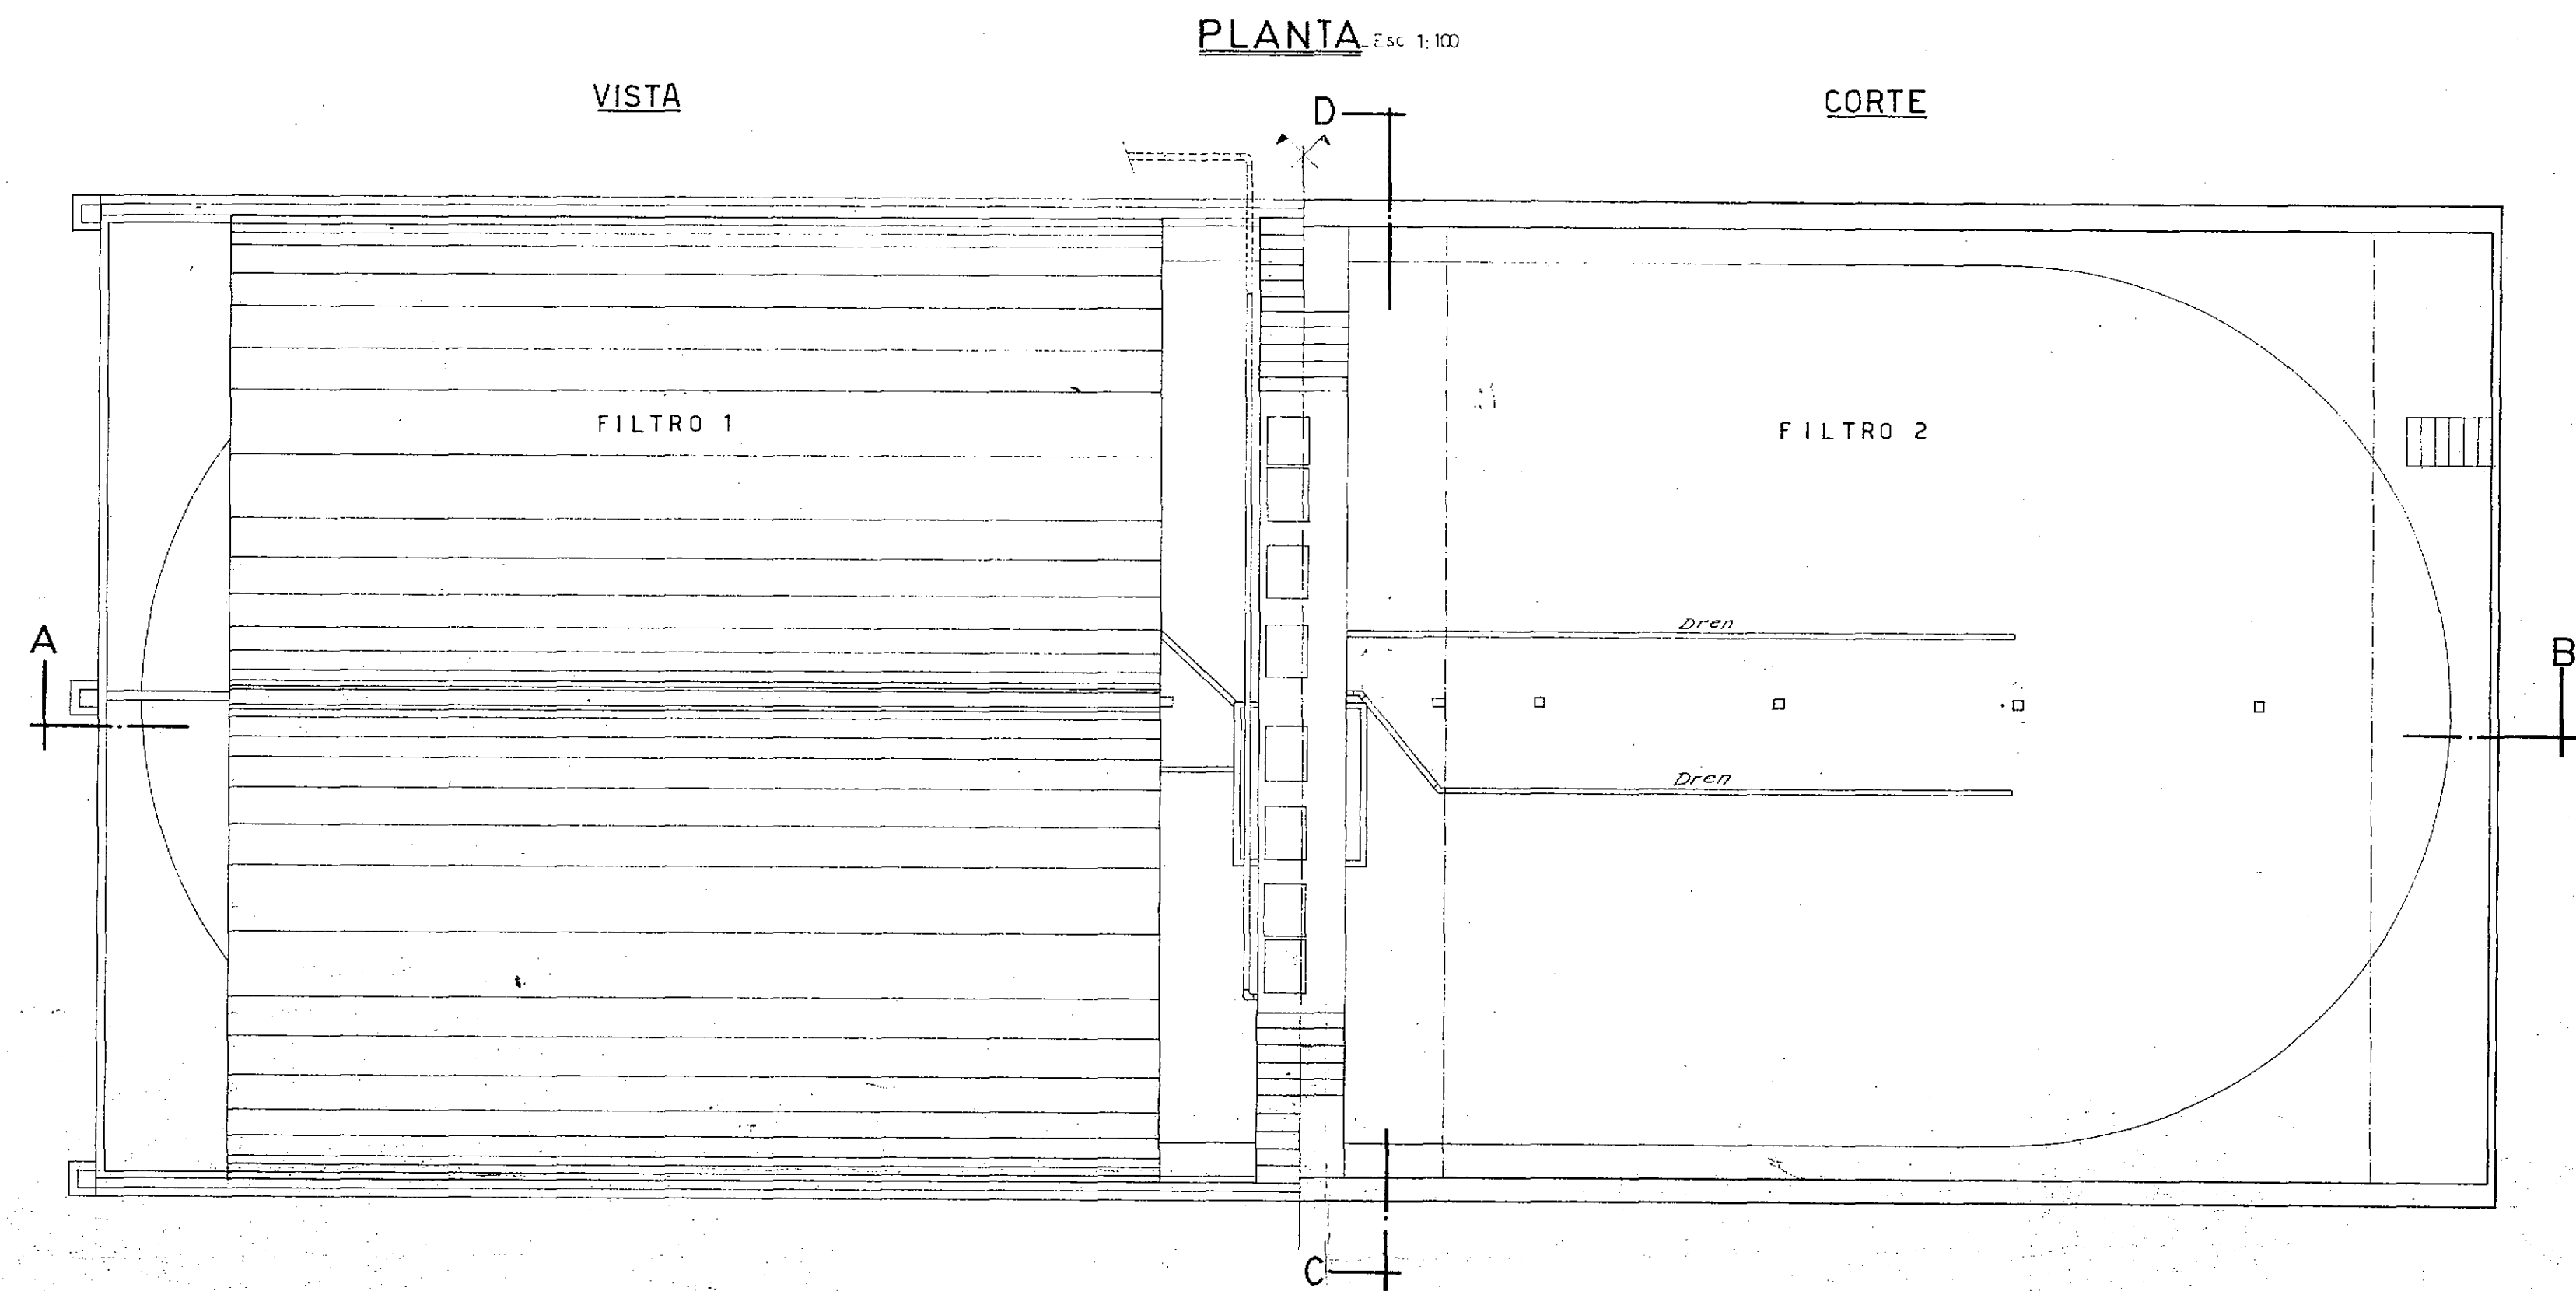 PLANTA Esc 1:100
VISTA
CORTE
D
FILTRO 1
FILTRO 2
Dren
A
B
Dren
C